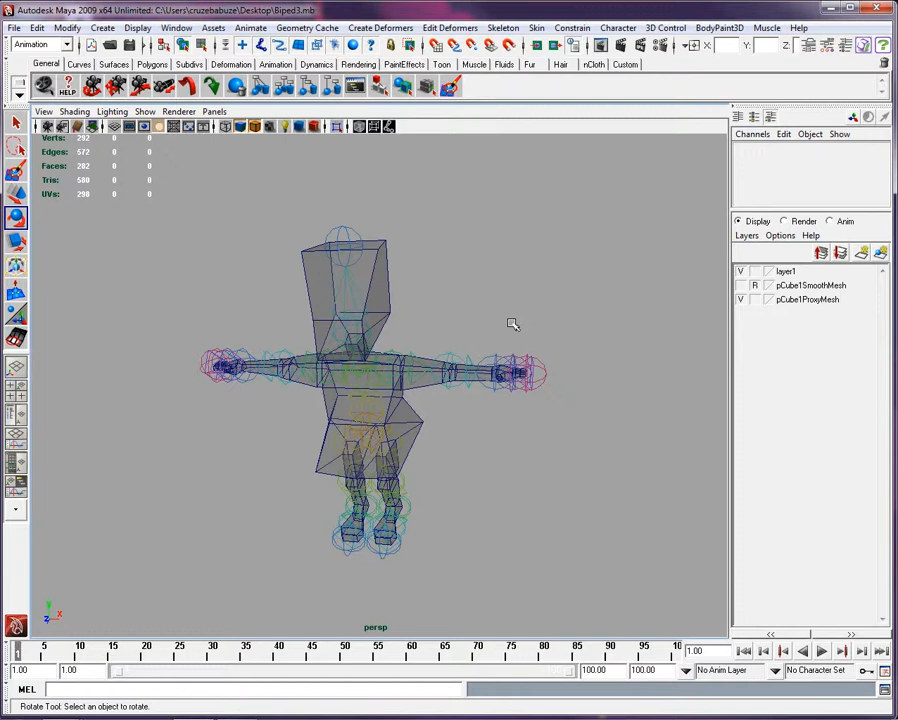 Autodesk Maya 2009 x64 Unlimited: C:\Users\cruzebabuze\Desktop\Biped3.mb
File Edit Modify Create Display Window Assets Animate Geometry Cache Create Deformers Edit Deformers Skeleton Skin Constrain Character 3D Control BodyPaint3D Muscle Help
Animation X: Y: Z:
General Curves Surfaces Polygons Subdivs Deformation Animation Dynamics Rendering PaintEffects Toon Muscle Fluids Fur Hair nCloth Custom
HELP
View Shading Lighting Show Renderer Panels
Channels Edit Object Show
Verts: 292 0 0
Edges: 572 0 0
Faces: 282 0 0
Tris: 580 0 0
UVs: 298 0 0
Display Render Anim
Layers Options Help
V layer1
R pCube1SmoothMesh
V pCube1ProxyMesh
y
z x
persp
1 5 10 15 20 25 30 35 40 45 50 55 60 65 70 75 80 85 90 95 10 1.00
1.00 1.00 100.00 100.00 No Anim Layer No Character Set
MEL
Rotate Tool: Select an object to rotate.